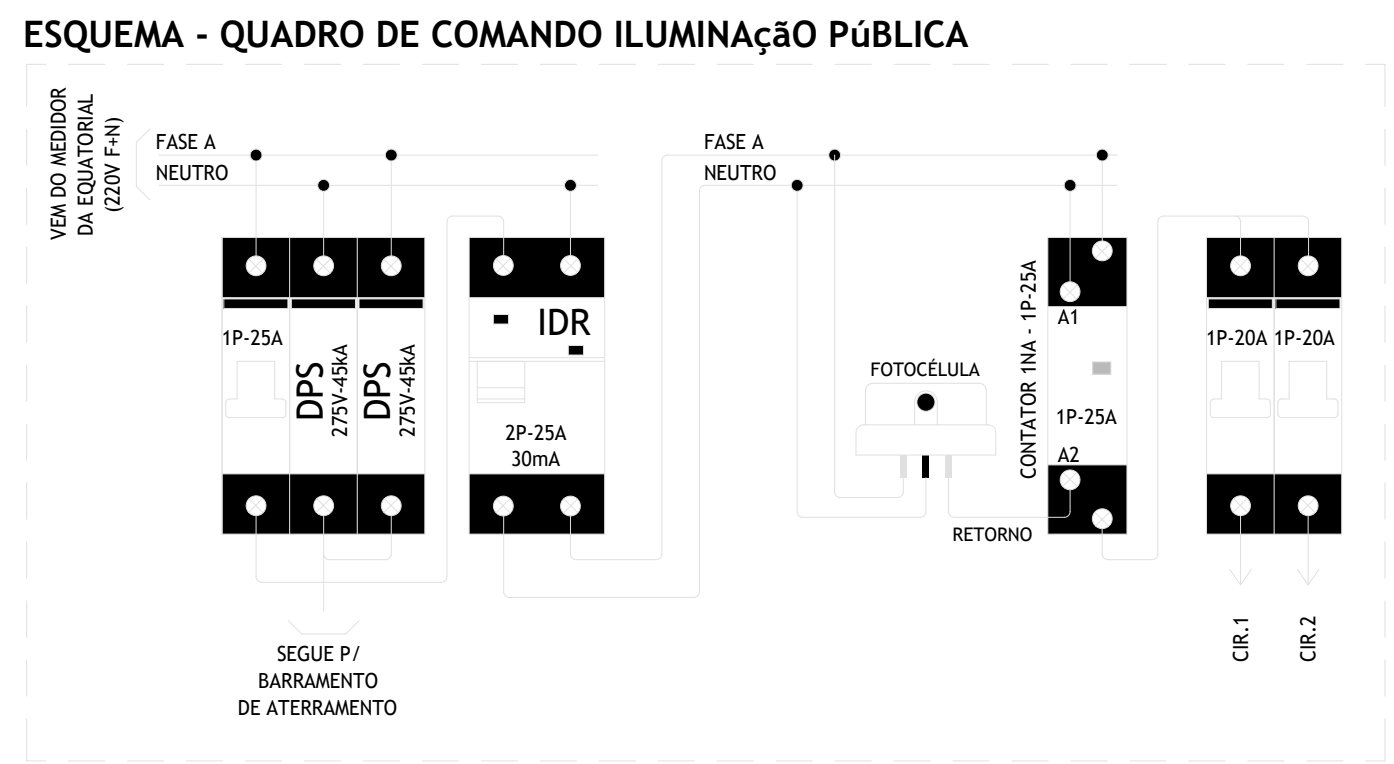 ESQUEMA - QUADRO DE COMANDO ILUMINAçãO PúBLICA
VEM DO MEDIDOR
DA EQUATORIAL
(220V F+N)
FASE A
NEUTRO
1P-25A
DPS
275V-45kA
DPS
275V-45kA
IDR
2P-25A
30mA
SEGUE P/
BARRAMENTO
DE ATERRAMENTO
FASE A
NEUTRO
FOTOCÉLULA
RETORNO
CONTATOR 1NA - 1P-25A
A1
1P-25A
A2
1P-20A
1P-20A
CIR.1
CIR.2